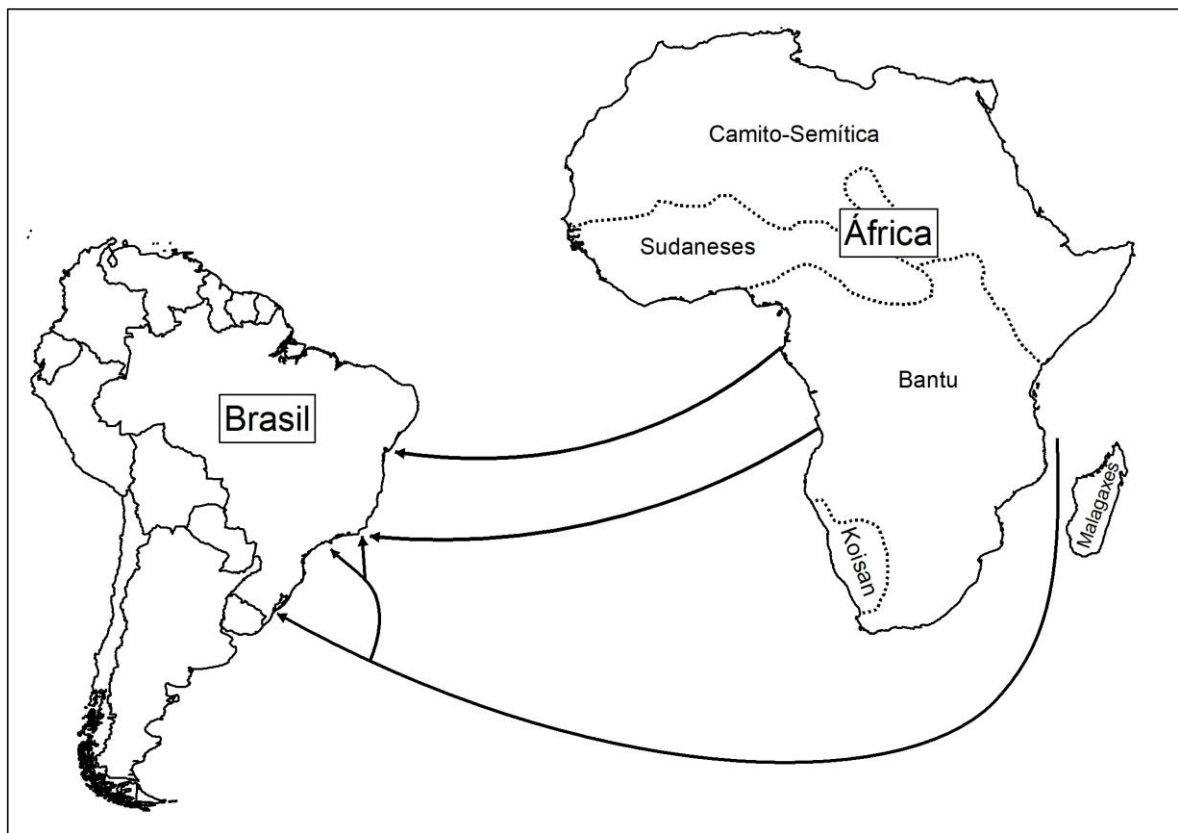 Camito-Semítica
África
Sudaneses
Bantu
Brasil
Koisan
Malagaxes